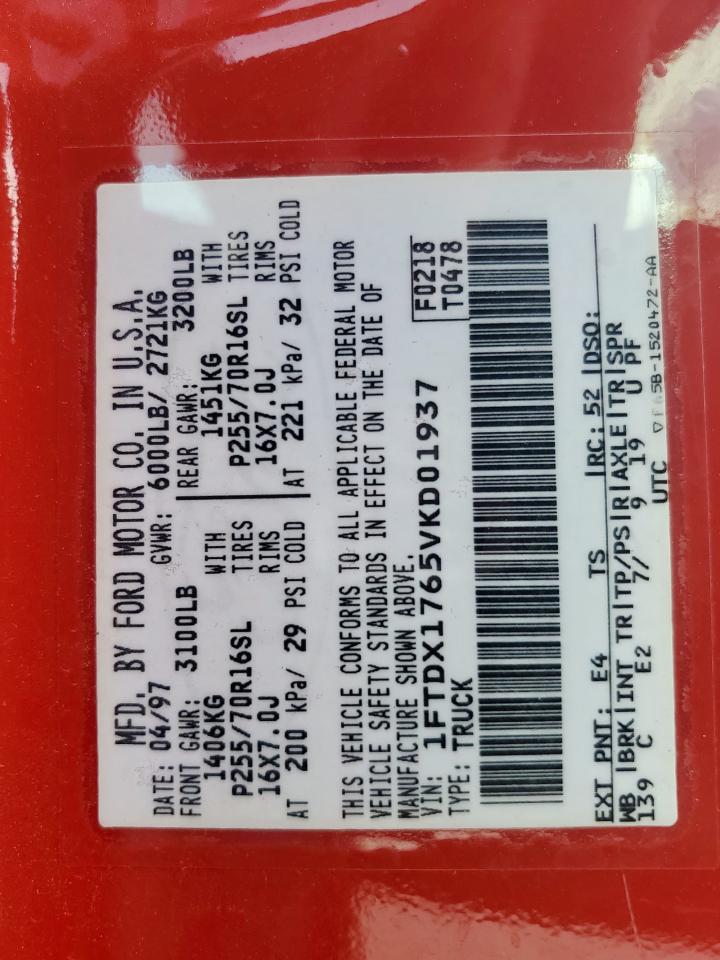 MFD. BY FORD MOTOR CO. IN U.S.A.
DATE: 04/97 GVWR: 6000LB/ 2721KG
FRONT GAWR: 3100LB REAR GAWR: 3200LB
1406KG WITH 1451KG WITH
P255/70R16SL TIRES P255/70R16SL TIRES
16X7.0J RIMS 16X7.0J RIMS
AT 200 kPa/ 29 PSI COLD AT 221 kPa/ 32 PSI COLD
THIS VEHICLE CONFORMS TO ALL APPLICABLE FEDERAL MOTOR
VEHICLE SAFETY STANDARDS IN EFFECT ON THE DATE OF
MANUFACTURE SHOWN ABOVE.
VIN: 1FTDX1765VKD01937 F0218
TYPE: TRUCK T0478
EXT PNT: E4 TS RC: 52 DSO:
WB BRK INT TR TP/PS R AXLE TR SPR
139 C E2 7/ 9 19 U PF
UTC 5B-1520472-AA